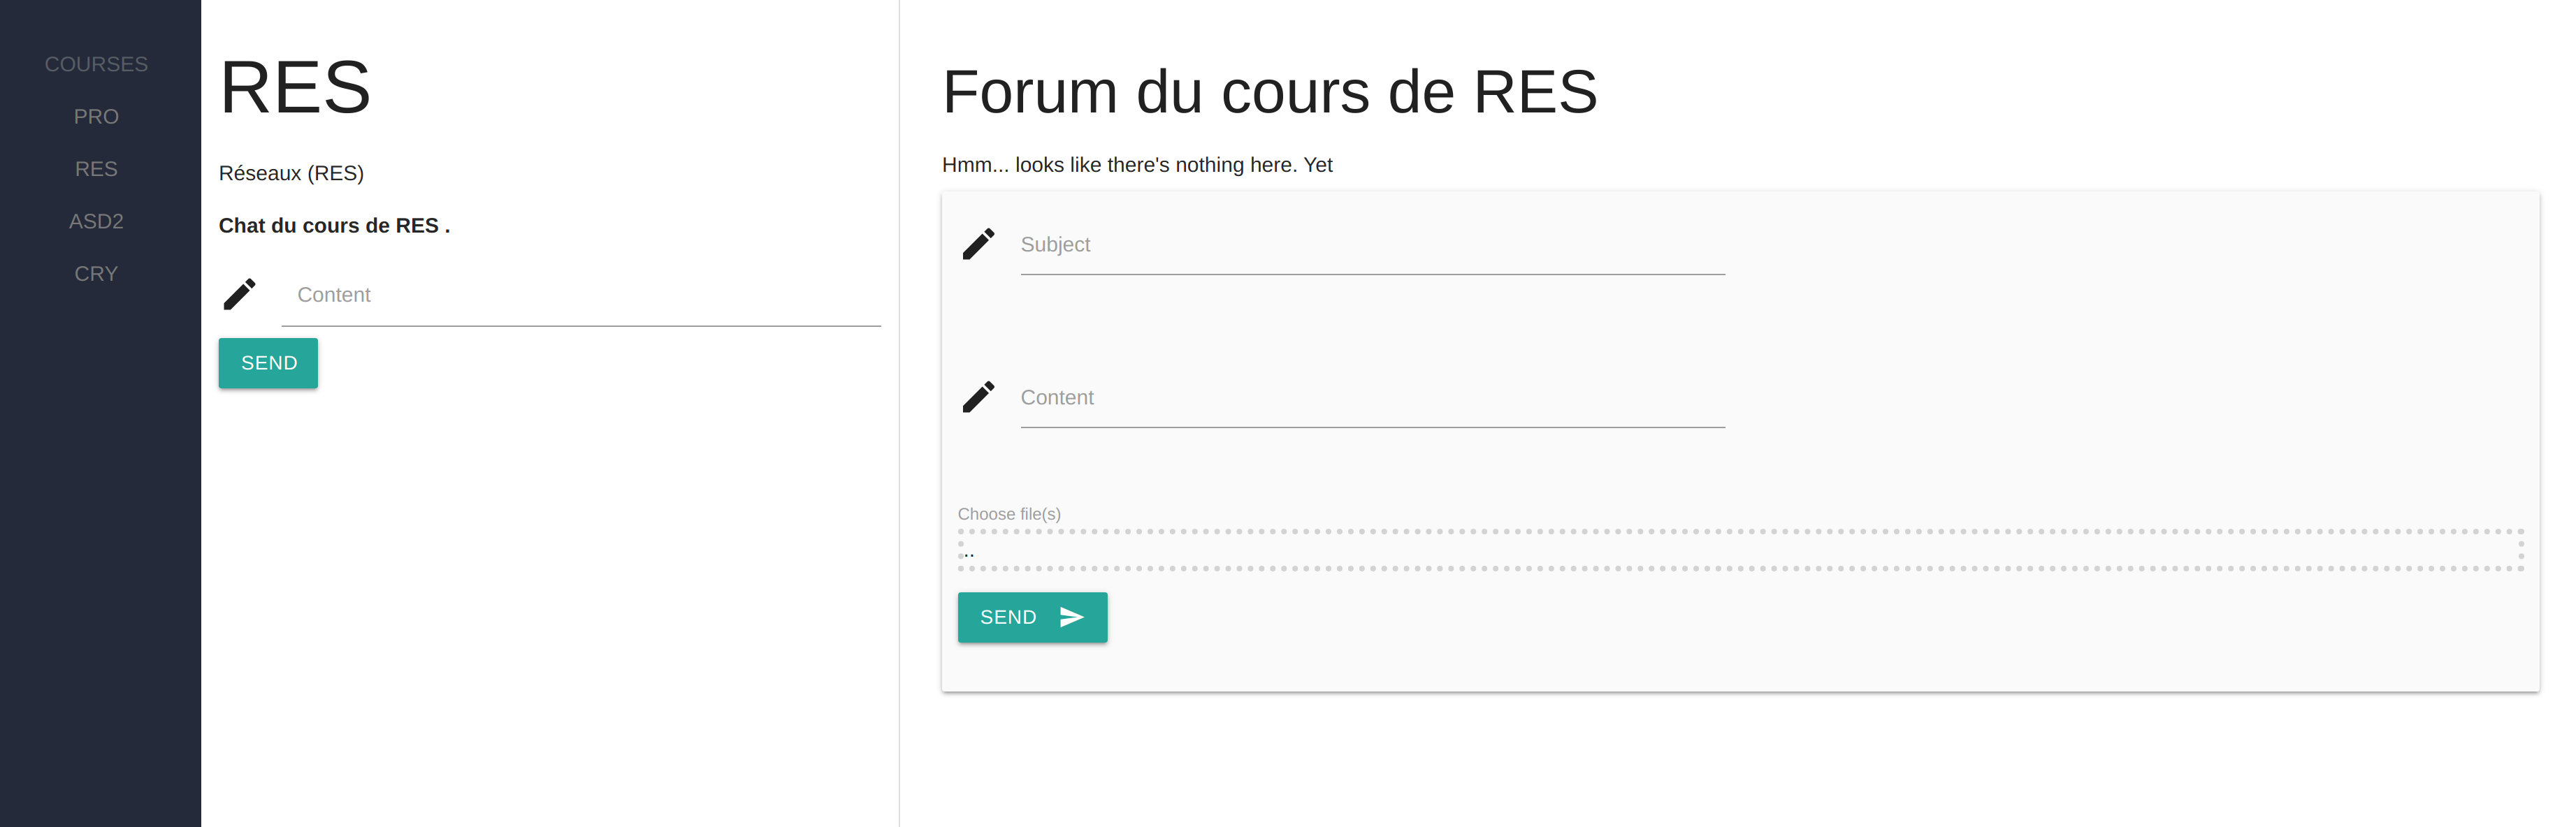 COURSES
PRO
RES
ASD2
CRY
RES
Réseaux (RES)
Chat du cours de RES .
Content
SEND
Forum du cours de RES
Hmm... looks like there's nothing here. Yet
Subject
Content
Choose file(s)
..
SEND